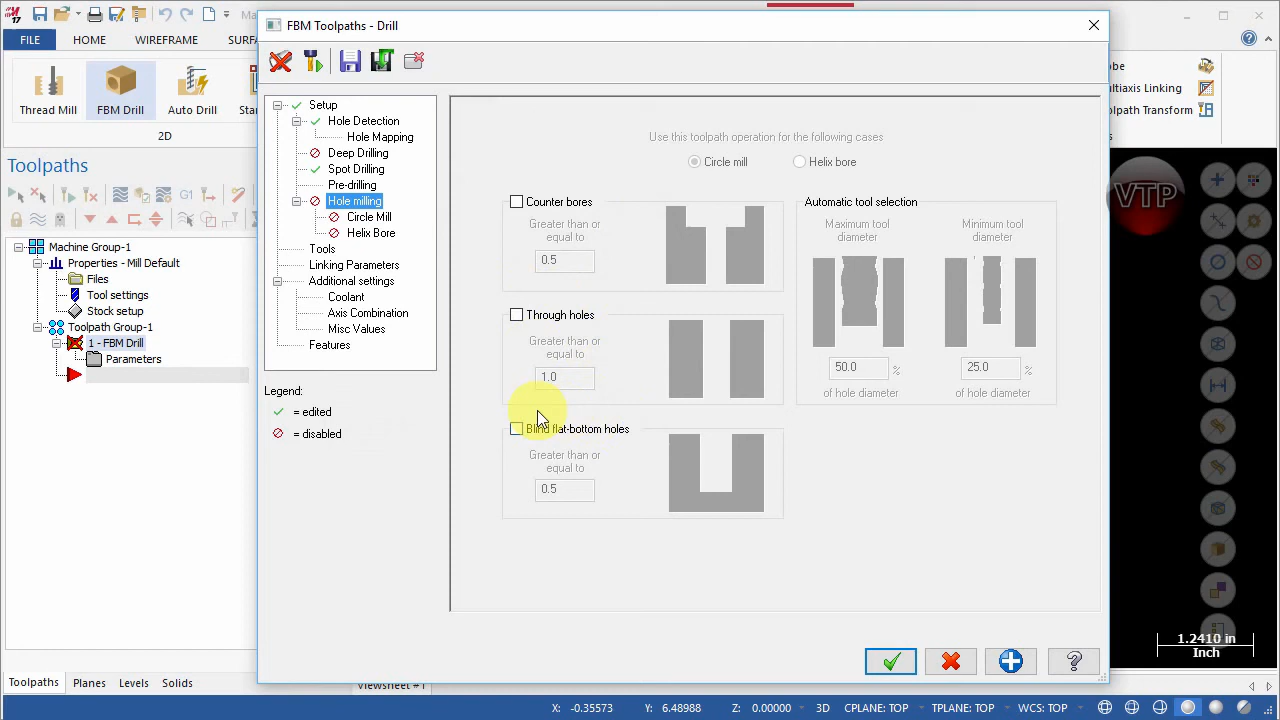 17
FBM Toolpaths - Drill
FILE
HOME
WIREFRAME
Thread Mill
FBM Drill
Auto Drill
2D
Multiaxis Linking
Toolpaths
G1
Machine Group-1
Properties - Mill Default
Files
Tool settings
Stock setup
Toolpath Group-1
1 - FBM Drill
Parameters
Setup
Hole Detection
Hole Mapping
Deep Drilling
Spot Drilling
Pre-drilling
Hole milling
Circle Mill
Helix Bore
Tools
Linking Parameters
Additional settings
Coolant
Axis Combination
Misc Values
Features
Legend:
= edited
= disabled
Use this toolpath operation for the following cases
Circle mill
Helix bore
Counter bores
Greater than or
equal to
0.5
Through holes
Greater than or
equal to
1.0
Blind flat-bottom holes
Greater than or
equal to
0.5
Automatic tool selection
Maximum tool
diameter
Minimum tool
diameter
50.0 %
25.0 %
of hole diameter
of hole diameter
VTP
1.2410 in
Inch
Toolpaths
Planes
Levels
Solids
Viewsheet #1
X: -0.35573
Y: 6.48988
Z: 0.00000
3D
CPLANE: TOP
TPLANE: TOP
WCS: TOP